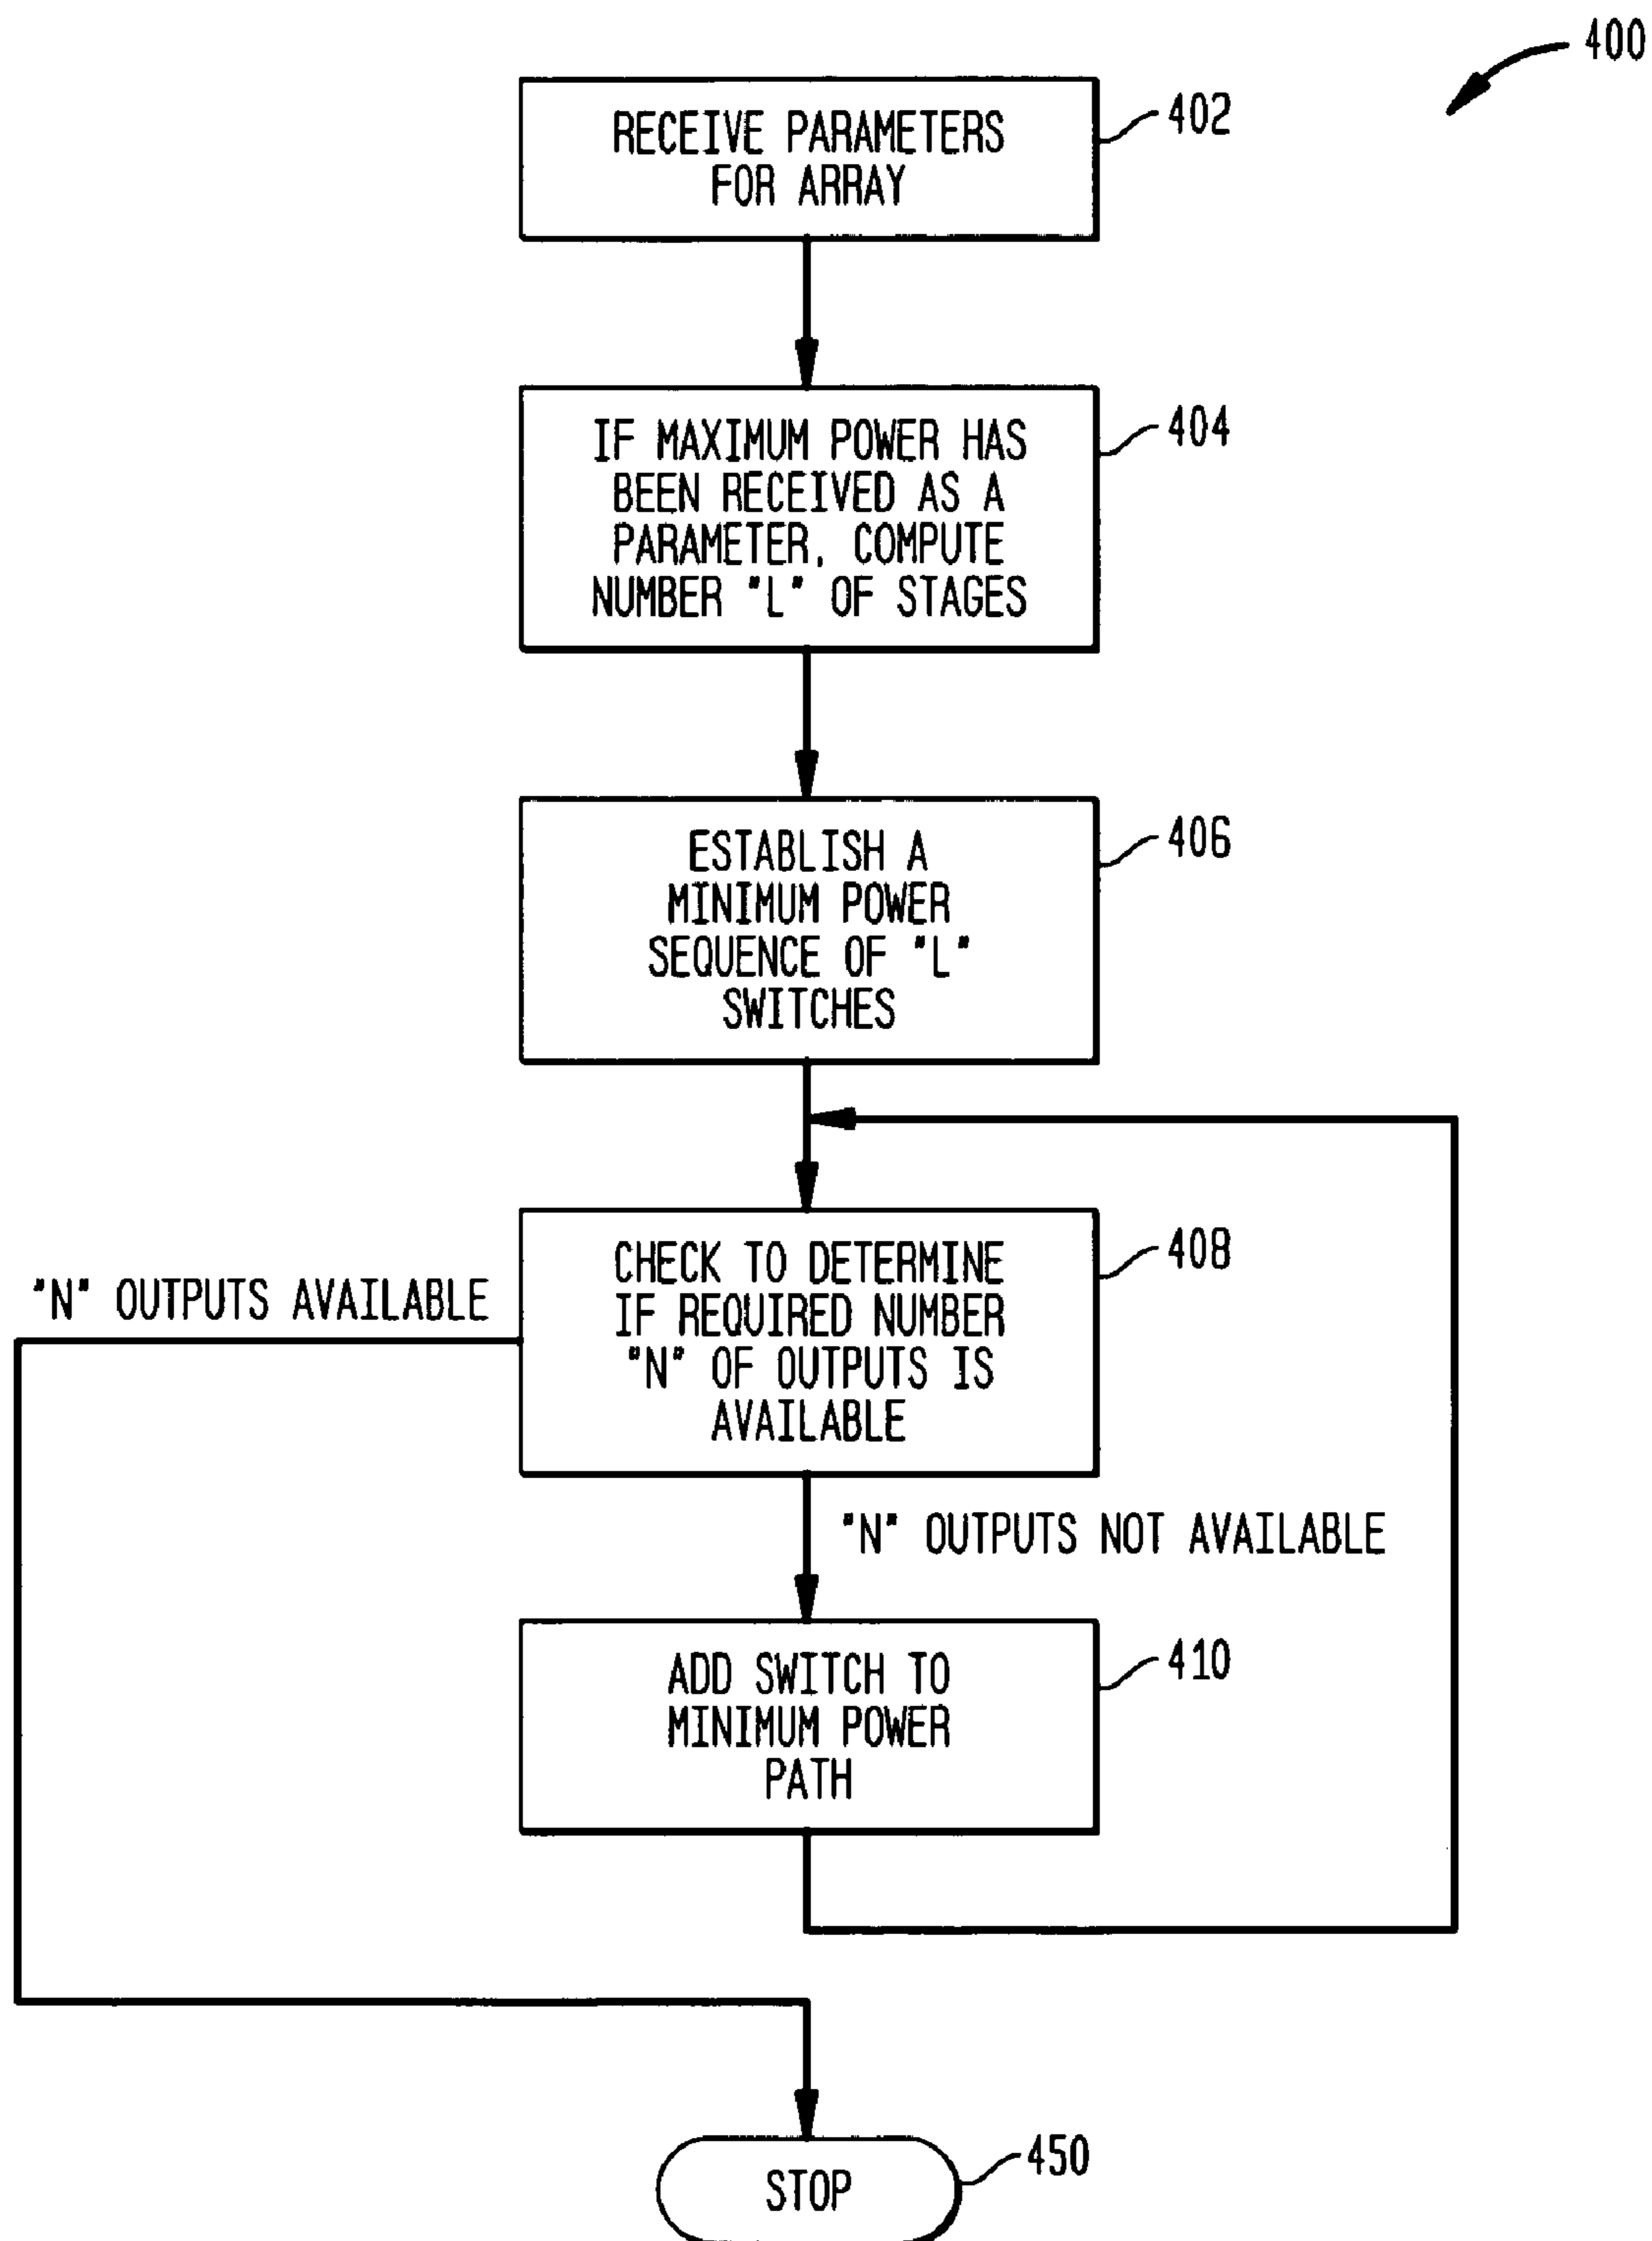 400
RECEIVE PARAMETERS
FOR ARRAY
402
IF MAXIMUM POWER HAS
BEEN RECEIVED AS A
PARAMETER, COMPUTE
NUMBER "L" OF STAGES
404
ESTABLISH A
MINIMUM POWER
SEQUENCE OF "L"
SWITCHES
406
CHECK TO DETERMINE
IF REQUIRED NUMBER
"N" OF OUTPUTS IS
AVAILABLE
408
"N" OUTPUTS AVAILABLE
"N" OUTPUTS NOT AVAILABLE
ADD SWITCH TO
MINIMUM POWER
PATH
410
STOP
450